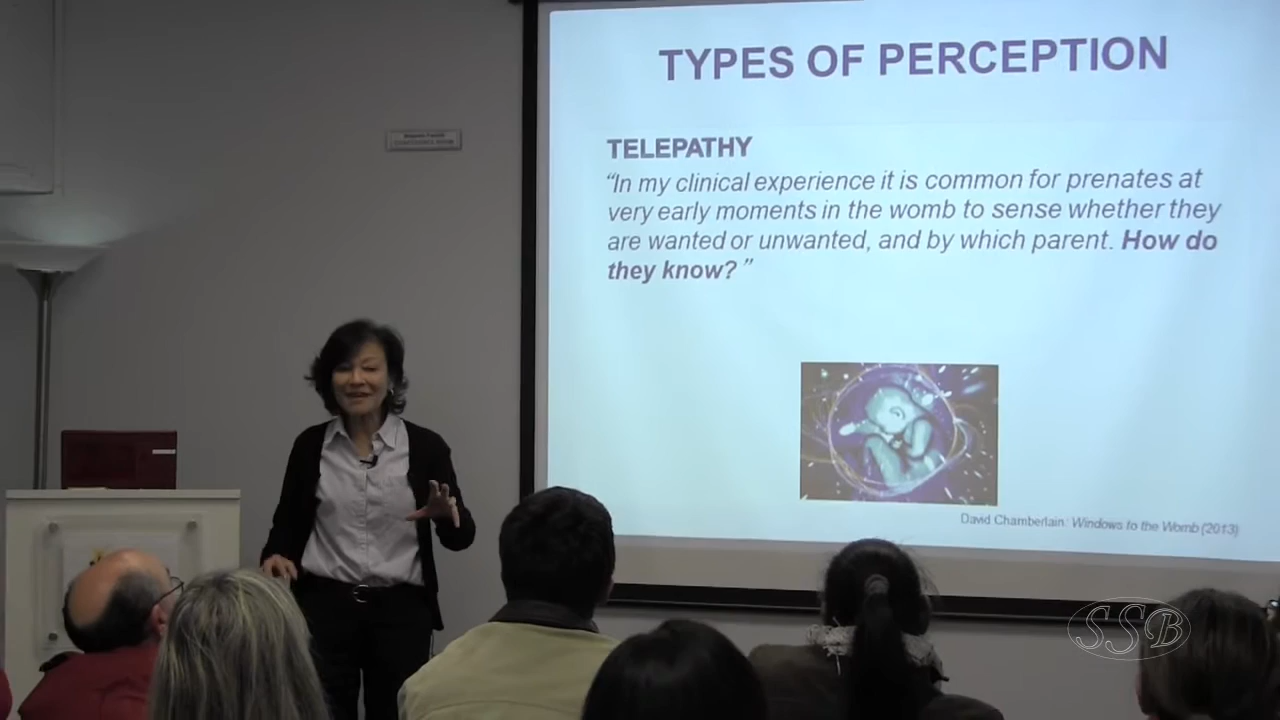 TYPES OF PERCEPTION
TELEPATHY
“In my clinical experience it is common for prenates at
very early moments in the womb to sense whether they
are wanted or unwanted, and by which parent. How do
they know? ”
David Chamberlain: Windows to the Womb (2013)
CONFERENCE ROOM
SSB